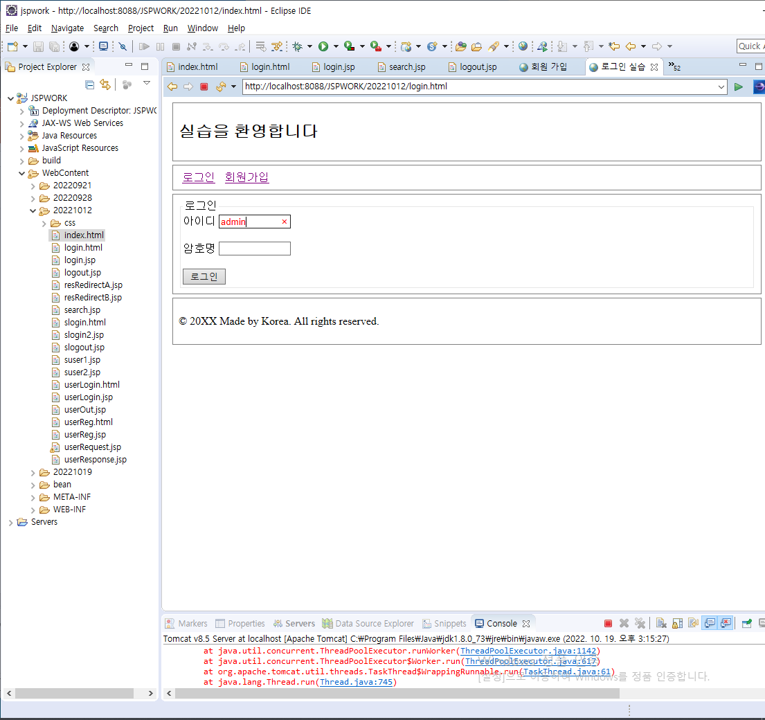 jspwork - http://localhost:8088/JSPWORK/20221012/index.html - Eclipse IDE
File Edit Navigate Search Project Run Window Help
Quick A
Project Explorer
index.html login.html login.jsp search.jsp logout.jsp 회원 가입 로그인 실습 »52
http://localhost:8088/JSPWORK/20221012/login.html
JSPWORK
Deployment Descriptor: JSPWO
JAX-WS Web Services
Java Resources
JavaScript Resources
build
WebContent
20220921
20220928
20221012
css
index.html
login.html
login.jsp
logout.jsp
resRedirectA.jsp
resRedirectB.jsp
search.jsp
slogin.html
slogin2.jsp
slogout.jsp
suser1.jsp
suser2.jsp
userLogin.html
userLogin.jsp
userOut.jsp
userReg.html
userReg.jsp
userRequest.jsp
userResponse.jsp
20221019
bean
META-INF
WEB-INF
Servers
실습을 환영합니다
로그인 회원가입
로그인
아이디 admin
암호명
로그인
© 20XX Made by Korea. All rights reserved.
Markers Properties Servers Data Source Explorer Snippets Console
Tomcat v8.5 Server at localhost [Apache Tomcat] C:₩Program Files₩Java₩jdk1.8.0_73₩jre₩bin₩javaw.exe (2022. 10. 19. 오후 3:15:27)
at java.util.concurrent.ThreadPoolExecutor.runWorker(ThreadPoolExecutor.java:1142)
at java.util.concurrent.ThreadPoolExecutor$Worker.run(ThreadPoolExecutor.java:617)
at org.apache.tomcat.util.threads.TaskThread$WrappingRunnable.run(TaskThread.java:61)
at java.lang.Thread.run(Thread.java:745)
Windows를 정품 인증합니다.